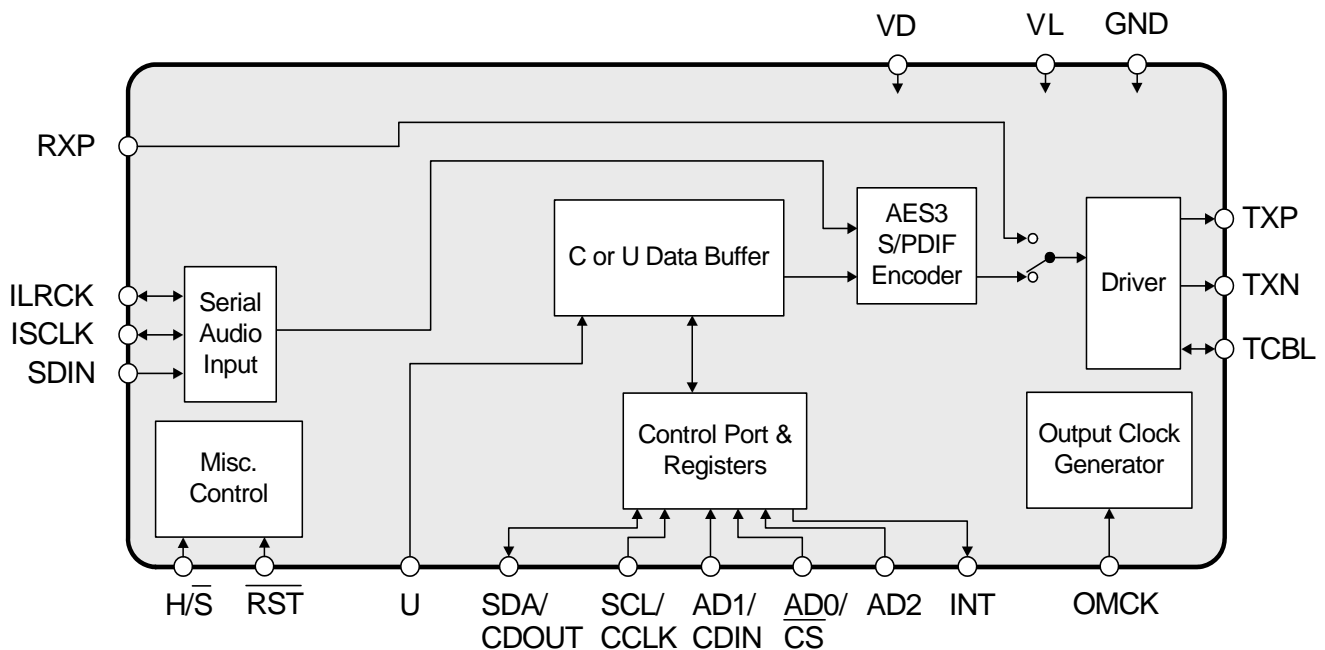 VD
VL
GND
RXP
AES3
S/PDIF
Encoder
TXP
C or U Data Buffer
Driver
TXN
ILRCK
Serial
Audio
Input
ISCLK
SDIN
TCBL
Control Port &
Registers
Output Clock
Generator
Misc.
Control
H/S̅
R̅S̅T̅
U
SDA/
CDOUT
SCL/
CCLK
AD1/
CDIN
AD0/
C̅S̅
AD2
INT
OMCK